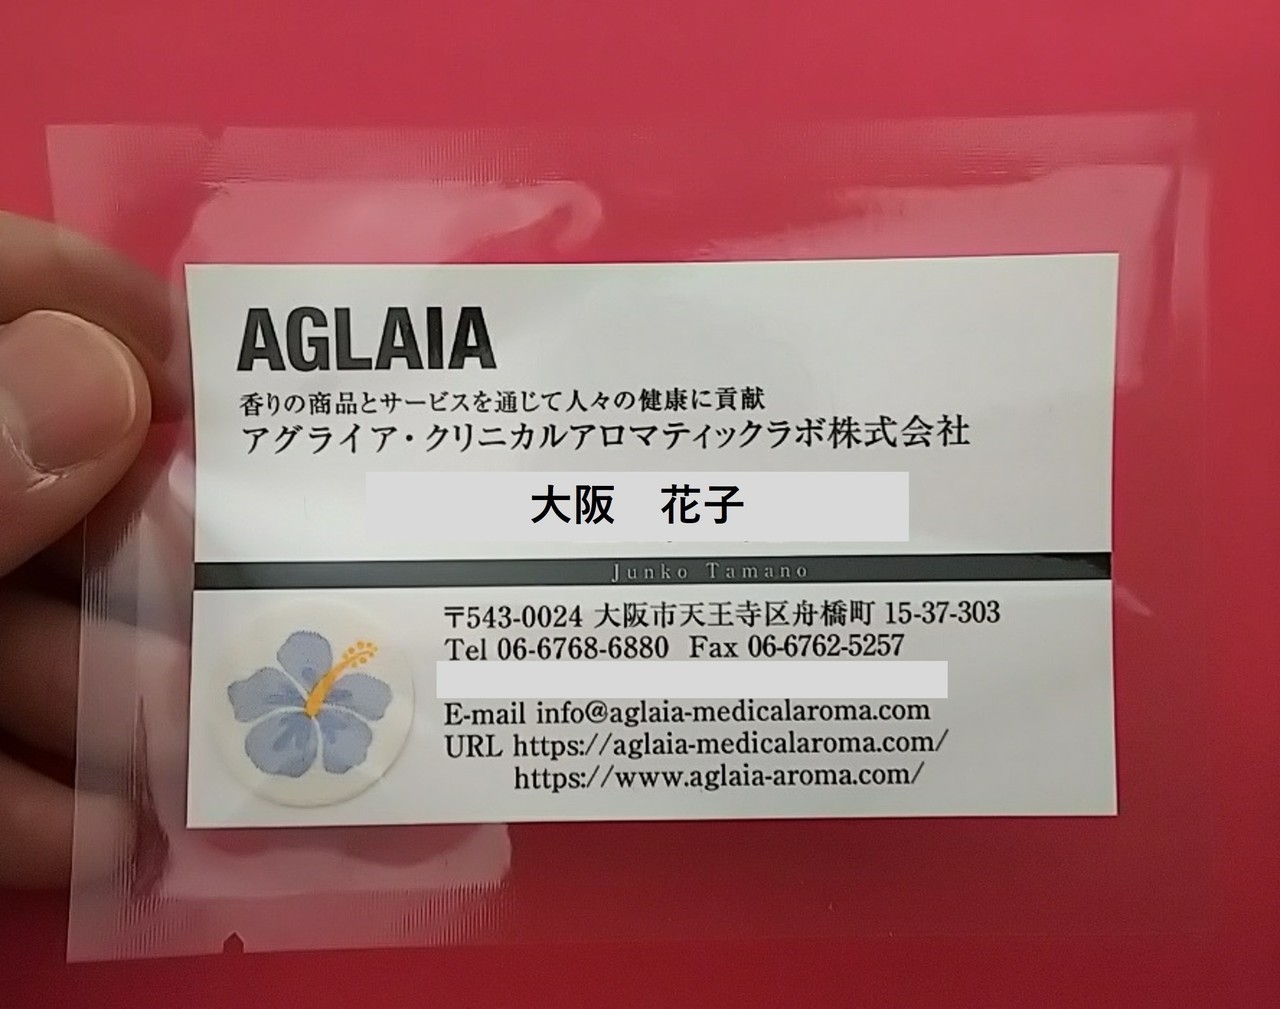 AGLAIA
香りの商品とサービスを通じて人々の健康に貢献
アグライア・クリニカルアロマティックラボ株式会社
大阪　花子
Junko Tamano
〒543-0024 大阪市天王寺区舟橋町 15-37-303
Tel 06-6768-6880 Fax 06-6762-5257
E-mail info@aglaia-medicalaroma.com
URL https://aglaia-medicalaroma.com/
https://www.aglaia-aroma.com/